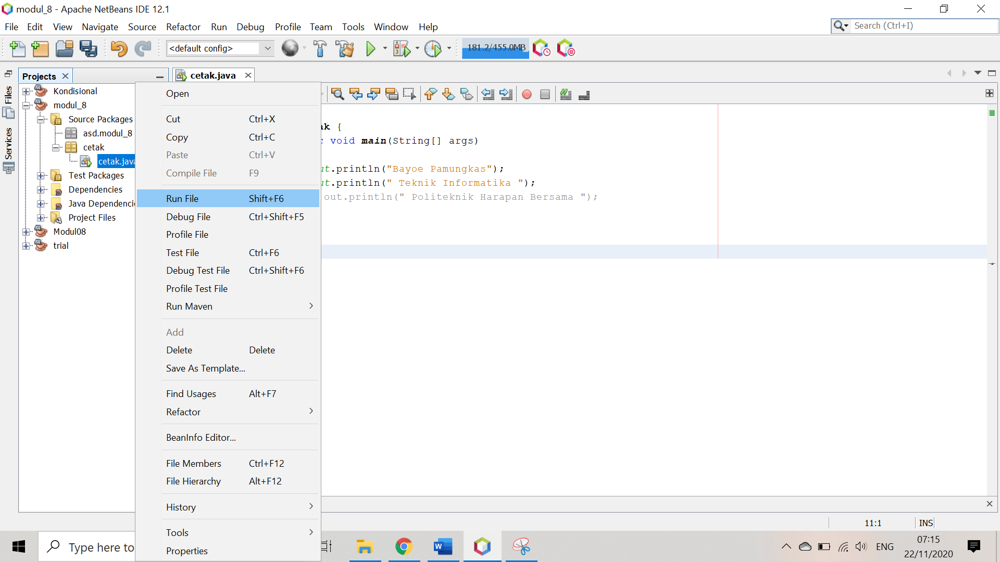 modul_8 - Apache NetBeans IDE 12.1
File Edit View Navigate Source Refactor Run Debug Profile Team Tools Window Help
Search (Ctrl+I)
<default config>
181.2/455.0MB
Files
Services
Projects
Kondisional
modul_8
Source Packages
asd.modul_8
cetak
cetak.java
Test Packages
Dependencies
Java Dependenci
Project Files
Modul08
trial
cetak.java
ak {
c void main(String[] args)
ut.println("Bayoe Pamungkas");
ut.println(" Teknik Informatika ");
out.println(" Politeknik Harapan Bersama ");
Open
Cut Ctrl+X
Copy Ctrl+C
Paste Ctrl+V
Compile File F9
Run File Shift+F6
Debug File Ctrl+Shift+F5
Profile File
Test File Ctrl+F6
Debug Test File Ctrl+Shift+F6
Profile Test File
Run Maven
Add
Delete Delete
Save As Template...
Find Usages Alt+F7
Refactor
BeanInfo Editor...
File Members Ctrl+F12
File Hierarchy Alt+F12
History
Tools
Properties
11:1 INS
Type here to
ENG
07:15
22/11/2020